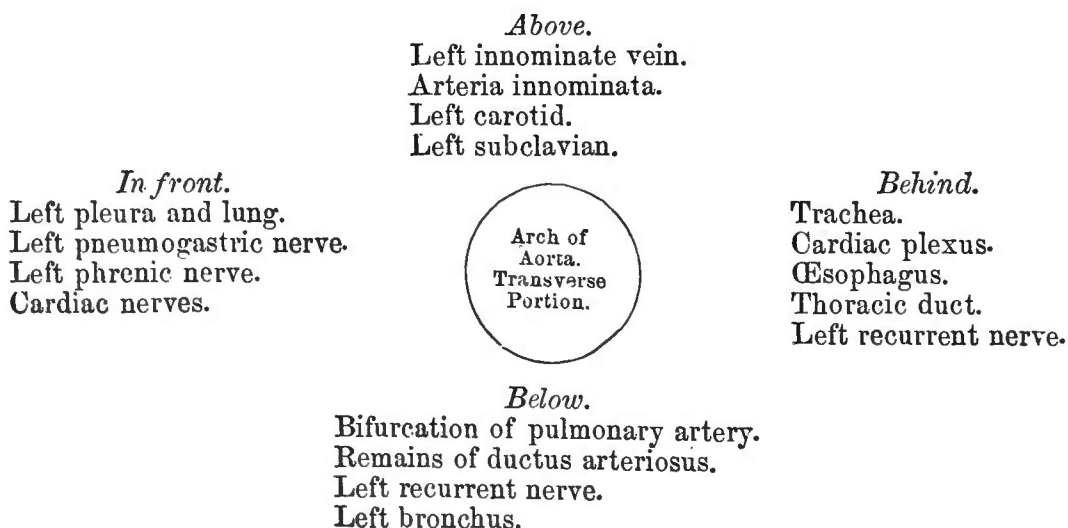 Above.
Left innominate vein.
Arteria innominata.
Left carotid.
Left subclavian.
In front.
Left pleura and lung.
Left pneumogastric nerve.
Left phrenic nerve.
Cardiac nerves.
Arch of
Aorta.
Transverse
Portion.
Behind.
Trachea.
Cardiac plexus.
Œsophagus.
Thoracic duct.
Left recurrent nerve.
Below.
Bifurcation of pulmonary artery.
Remains of ductus arteriosus.
Left recurrent nerve.
Left bronchus.